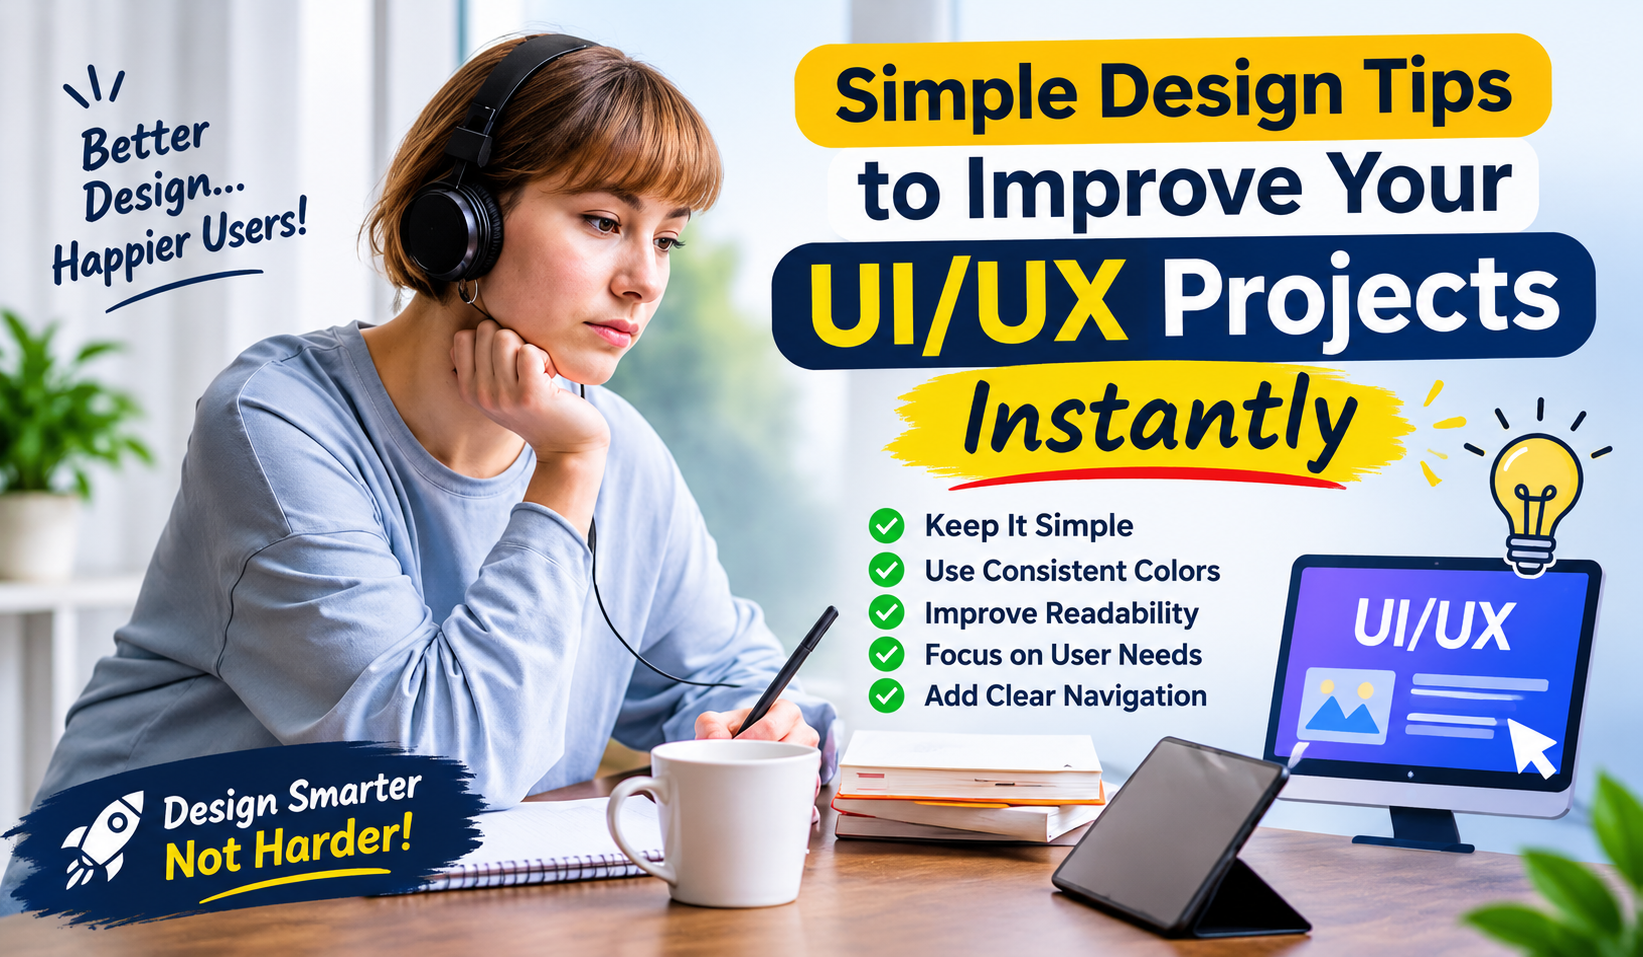 Better
Design...
Happier Users!
Simple Design Tips
to Improve Your
UI/UX Projects
Instantly
Keep It Simple
Use Consistent Colors
Improve Readability
Focus on User Needs
Add Clear Navigation
UI/UX
Design Smarter
Not Harder!